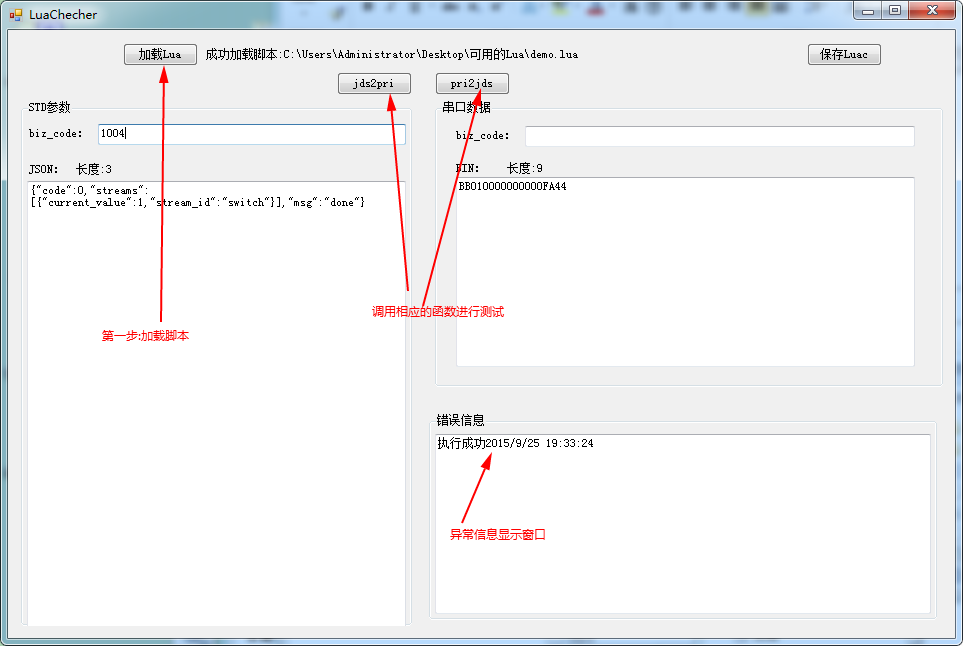 LuaChecher
加载Lua 成功加载脚本:C:\Users\Administrator\Desktop\可用的Lua\demo.lua 保存Luac
jds2pri pri2jds
STD参数
biz_code: 1004
JSON: 长度:3
{"code":0,"streams":
[{"current_value":1,"stream_id":"switch"}],"msg":"done"}
串口数据
biz_code:
BIN: 长度:9
BB010000000000FA44
调用相应的函数进行测试
第一步:加载脚本
错误信息
执行成功2015/9/25 19:33:24
异常信息显示窗口